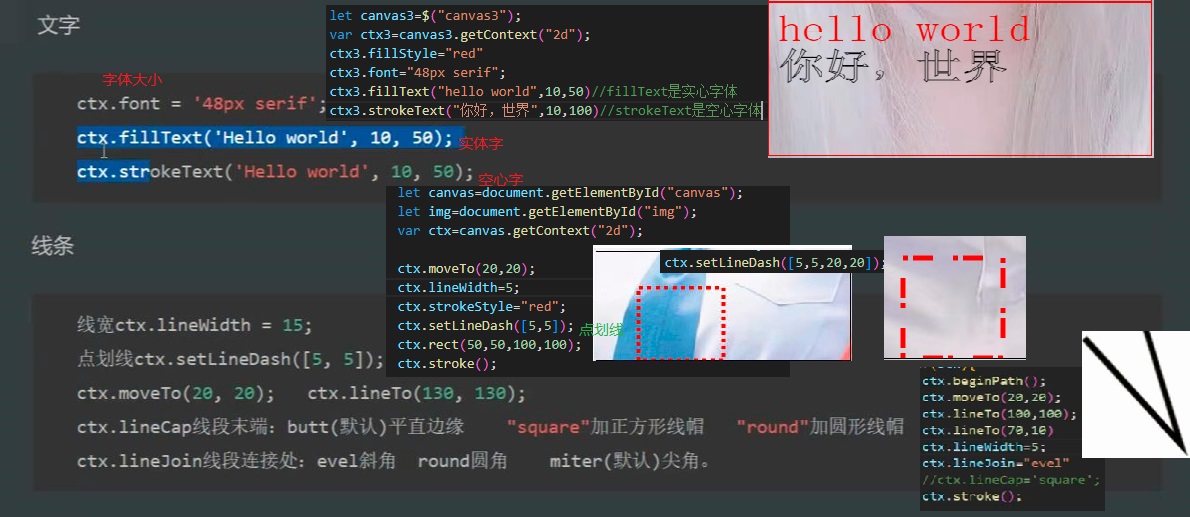 文字
字体大小
ctx.font = '48px serif';
ctx.fillText('Hello world', 10, 50);
实体字
ctx.strokeText('Hello world', 10, 50);
空心字
let canvas3=$("canvas3");
var ctx3=canvas3.getContext("2d");
ctx3.fillStyle="red"
ctx3.font="48px serif";
ctx3.fillText("hello world",10,50)//fillText是实心字体
ctx3.strokeText("你好，世界",10,100)//strokeText是空心字体
hello world
你好，世界
let canvas=document.getElementById("canvas");
let img=document.getElementById("img");
var ctx=canvas.getContext("2d");
ctx.moveTo(20,20);
ctx.lineWidth=5;
ctx.strokeStyle="red";
ctx.setLineDash([5,5]);
点划线
ctx.rect(50,50,100,100);
ctx.stroke();
ctx.setLineDash([5,5,20,20]);
线条
线宽ctx.lineWidth = 15;
点划线ctx.setLineDash([5, 5]);
ctx.moveTo(20, 20); ctx.lineTo(130, 130);
ctx.lineCap线段末端：butt(默认)平直边缘 "square"加正方形线帽 "round"加圆形线帽
ctx.lineJoin线段连接处：evel斜角 round圆角 miter(默认)尖角。
ctx.beginPath();
ctx.moveTo(20,20);
ctx.lineTo(100,100);
ctx.lineTo(70,10)
ctx.lineWidth=5;
ctx.lineJoin="evel"
//ctx.lineCap='square';
ctx.stroke();